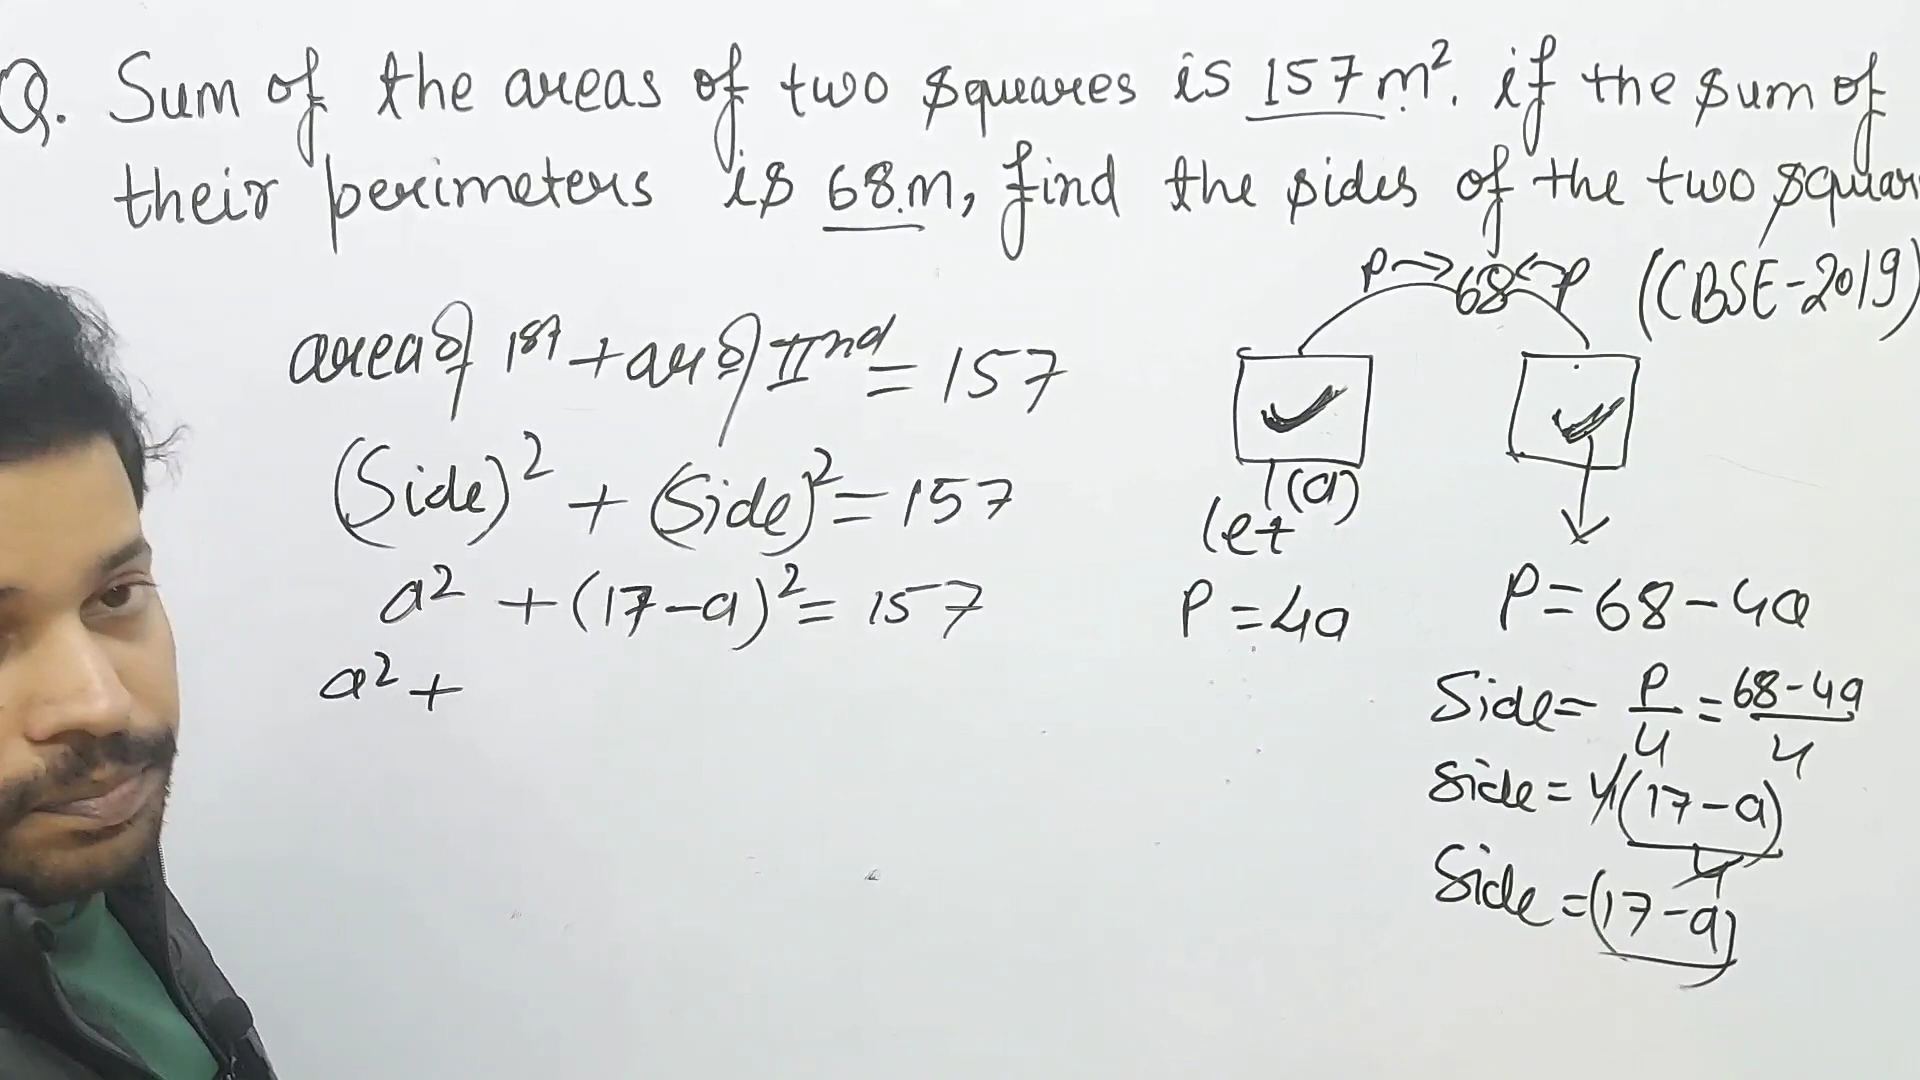 Q. Sum of the areas of two squares is 157 m². if the sum of
their perimeters is 68 m, find the sides of the two squar
(CBSE-2019)
P→ 68 ←P
area of 1st + ar of IInd = 157
(Side)² + (Side)² = 157
a² + (17-a)² = 157
a² +
(a)
let
P = 4a
P = 68 - 4a
Side = P/4 = 68-4a/4
Side = 4(17-a)/4
Side = (17-a)